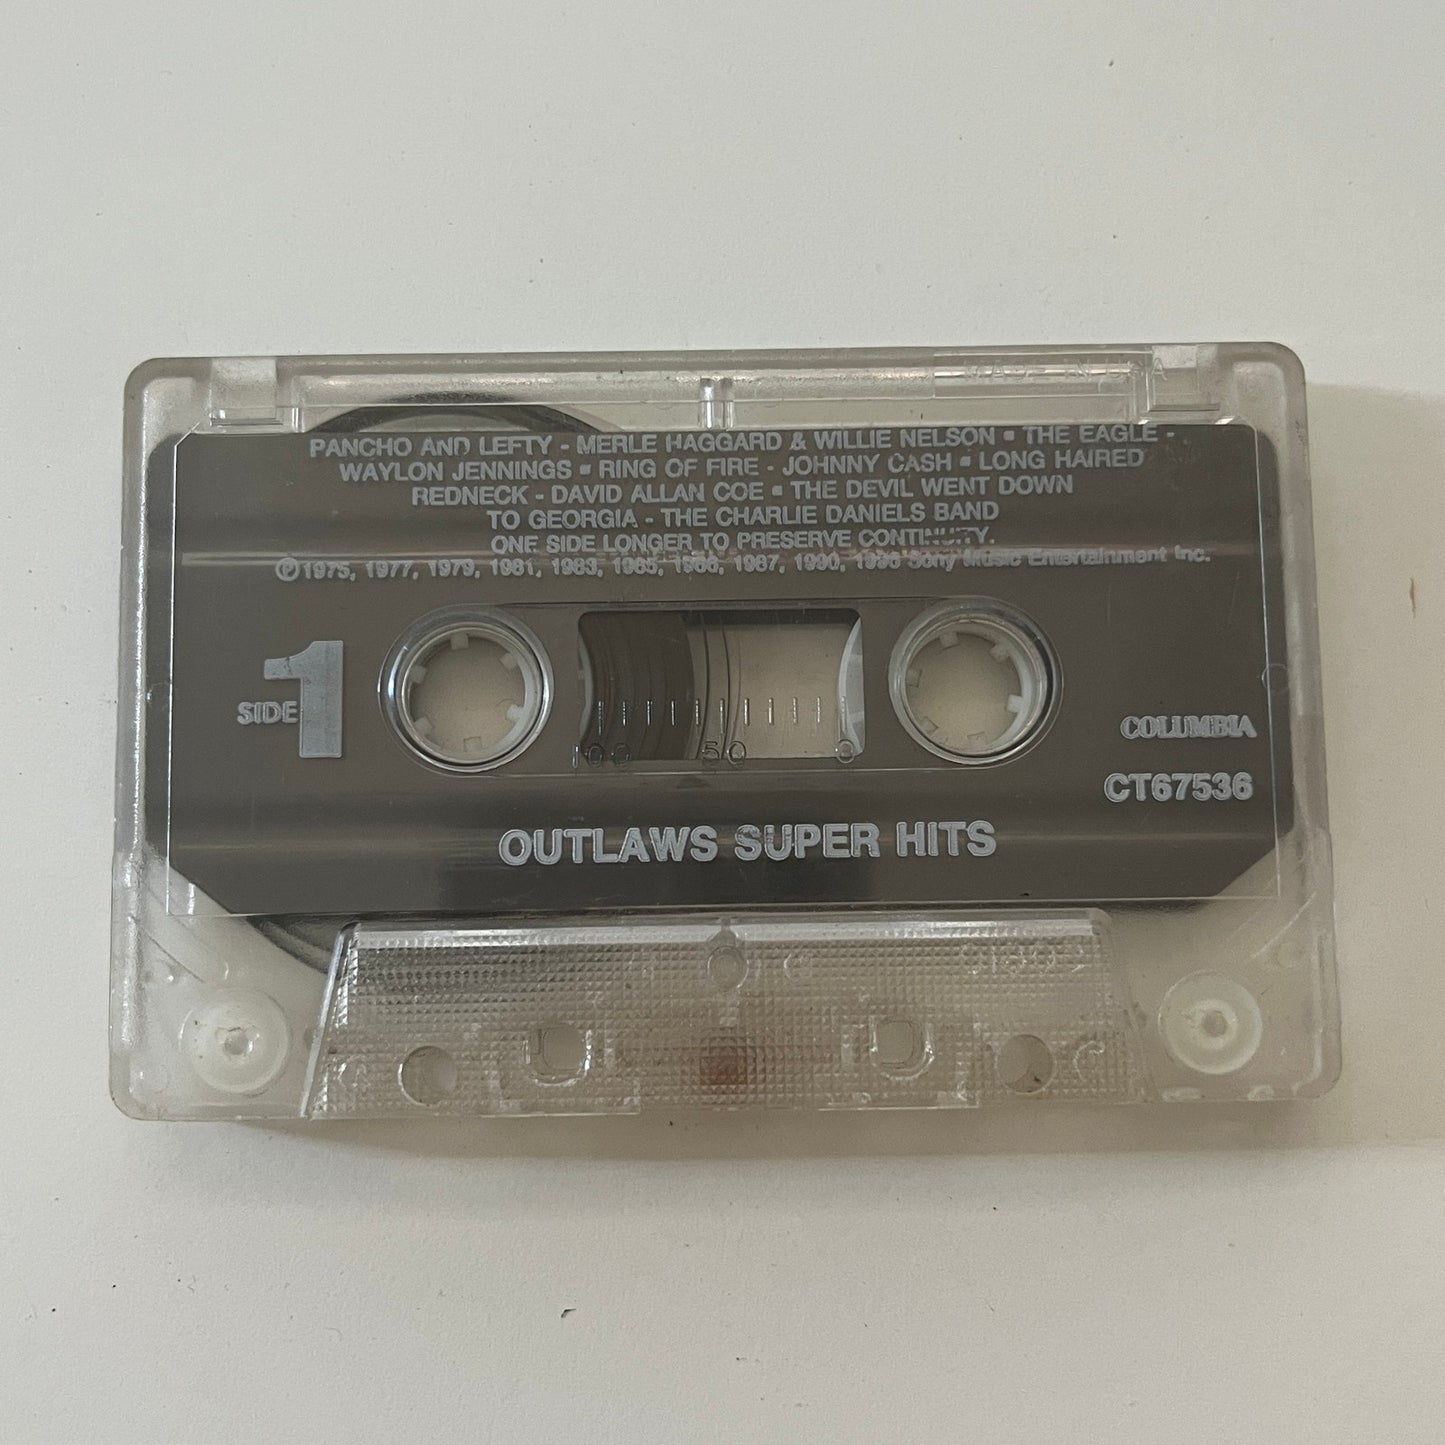 MADE IN USA
PANCHO AND LEFTY - MERLE HAGGARD & WILLIE NELSON ▪ THE EAGLE -
WAYLON JENNINGS ▪ RING OF FIRE - JOHNNY CASH ▪ LONG HAIRED
REDNECK - DAVID ALLAN COE ▪ THE DEVIL WENT DOWN
TO GEORGIA - THE CHARLIE DANIELS BAND
ONE SIDE LONGER TO PRESERVE CONTINUITY.
℗1975, 1977, 1979, 1981, 1983, 1985, 1986, 1987, 1990, 1996 Sony Music Entertainment Inc.
SIDE 1
100 50 0
COLUMBIA
CT67536
OUTLAWS SUPER HITS